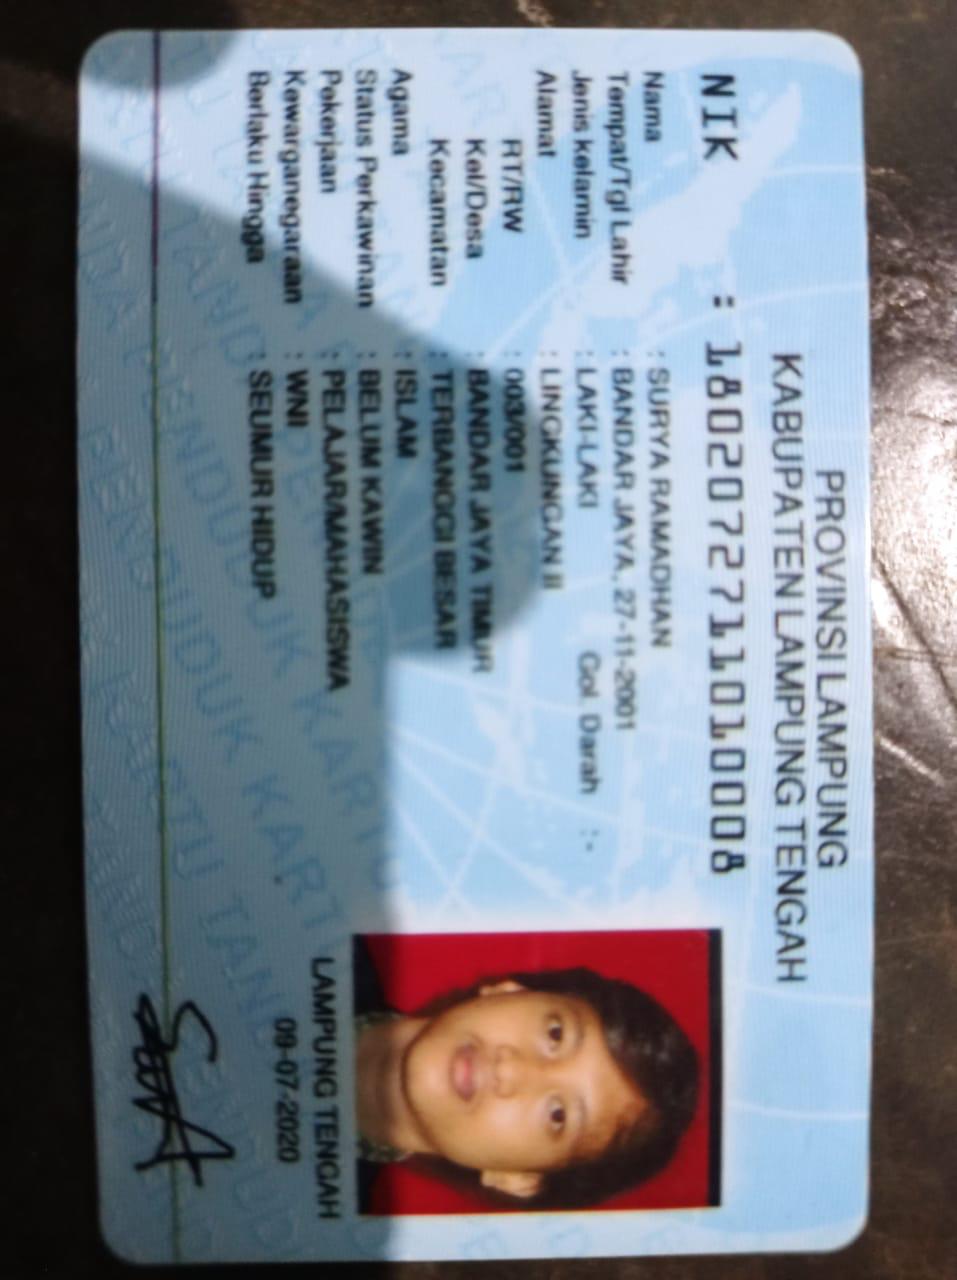 PROVINSI LAMPUNG
KABUPATEN LAMPUNG TENGAH
NIK : 1802072711010008
Nama : SURYA RAMADHAN
Tempat/Tgl Lahir : BANDAR JAYA, 27-11-2001
Jenis kelamin : LAKI-LAKI Gol. Darah :-
Alamat : LINGKUNGAN II
RT/RW : 003/001
Kel/Desa : BANDAR JAYA TIMUR
Kecamatan : TERBANGGI BESAR
Agama : ISLAM
Status Perkawinan : BELUM KAWIN
Pekerjaan : PELAJAR/MAHASISWA
Kewarganegaraan : WNI
Berlaku Hingga : SEUMUR HIDUP
LAMPUNG TENGAH
09-07-2020